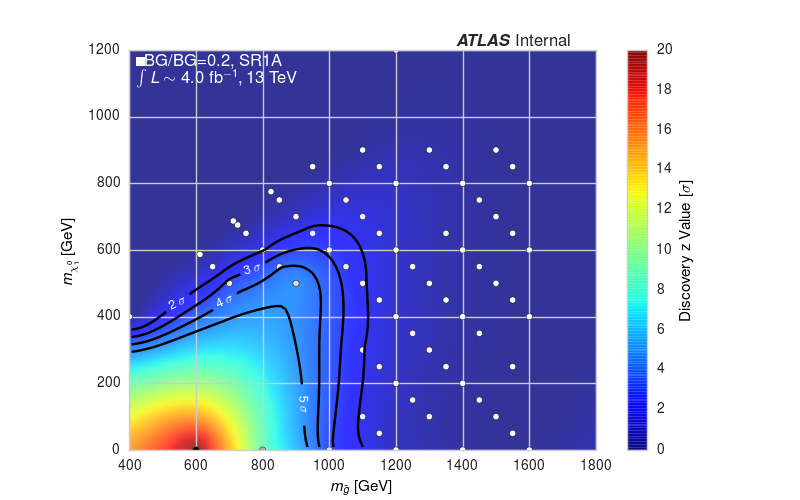 ATLAS Internal
BG/BG=0.2, SR1A
∫ L ∼ 4.0 fb⁻¹, 13 TeV
1200
1000
800
600
400
200
0
400
600
800
1000
1200
1400
1600
1800
m_χ̃₁⁰ [GeV]
m_g̃ [GeV]
2 σ
3 σ
4 σ
5 σ
20
18
16
14
12
10
8
6
4
2
0
Discovery z Value [σ]